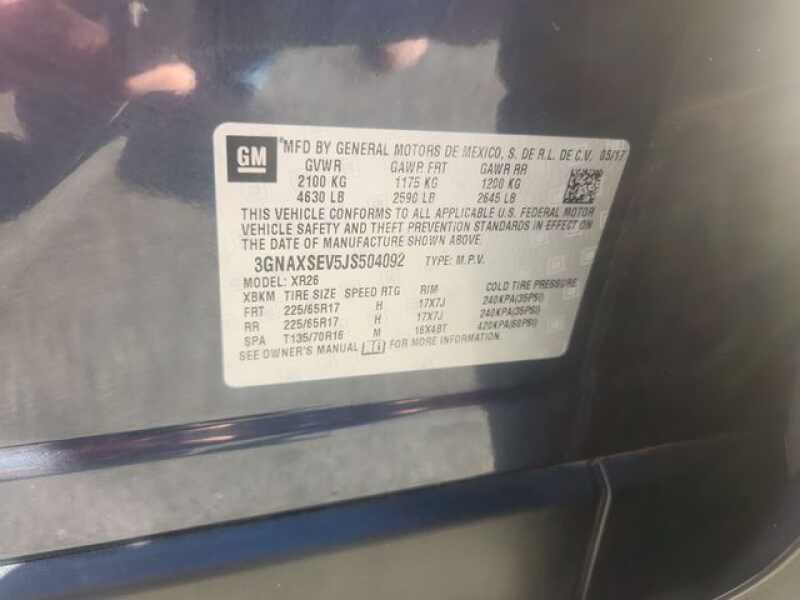 GM MFD BY GENERAL MOTORS DE MEXICO, S. DE R.L. DE C.V. 05/17
GVWR GAWR FRT GAWR RR
2100 KG 1175 KG 1200 KG
4630 LB 2590 LB 2645 LB
THIS VEHICLE CONFORMS TO ALL APPLICABLE U.S. FEDERAL MOTOR
VEHICLE SAFETY AND THEFT PREVENTION STANDARDS IN EFFECT ON
THE DATE OF MANUFACTURE SHOWN ABOVE.
3GNAXSEV5JS504092 TYPE: M.P.V.
MODEL: XR26
XBKM TIRE SIZE SPEED RTG RIM COLD TIRE PRESSURE
FRT 225/65R17 H 17X7J 240KPA(35PSI)
RR 225/65R17 H 17X7J 240KPA(35PSI)
SPA T135/70R16 M 16X4BT 420KPA(60PSI)
SEE OWNER'S MANUAL FOR MORE INFORMATION.